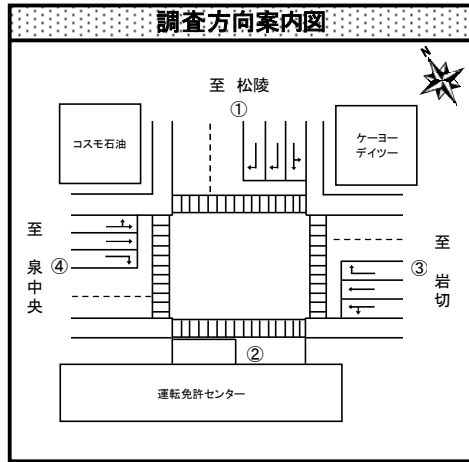 調査方向案内図
N
至 松陵
①
コスモ石油
ケーヨー
デイツー
至 泉中央
④
至 岩切
③
②
運転免許センター